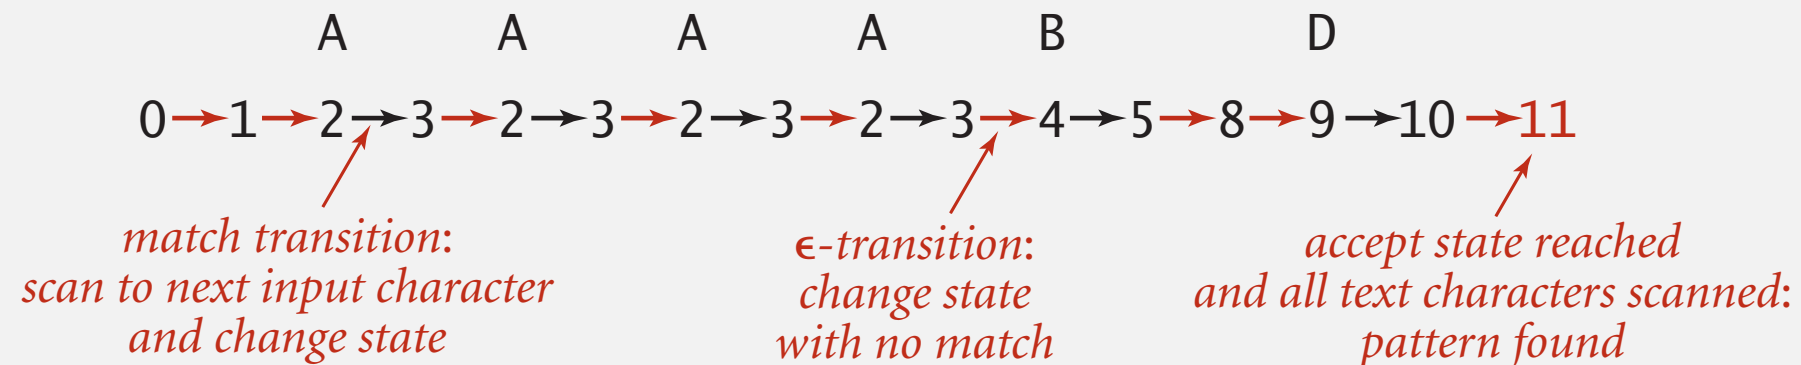 A A A A B D
0 1 2 3 2 3 2 3 2 3 4 5 8 9 10 11
match transition:
scan to next input character
and change state
ϵ-transition:
change state
with no match
accept state reached
and all text characters scanned:
pattern found